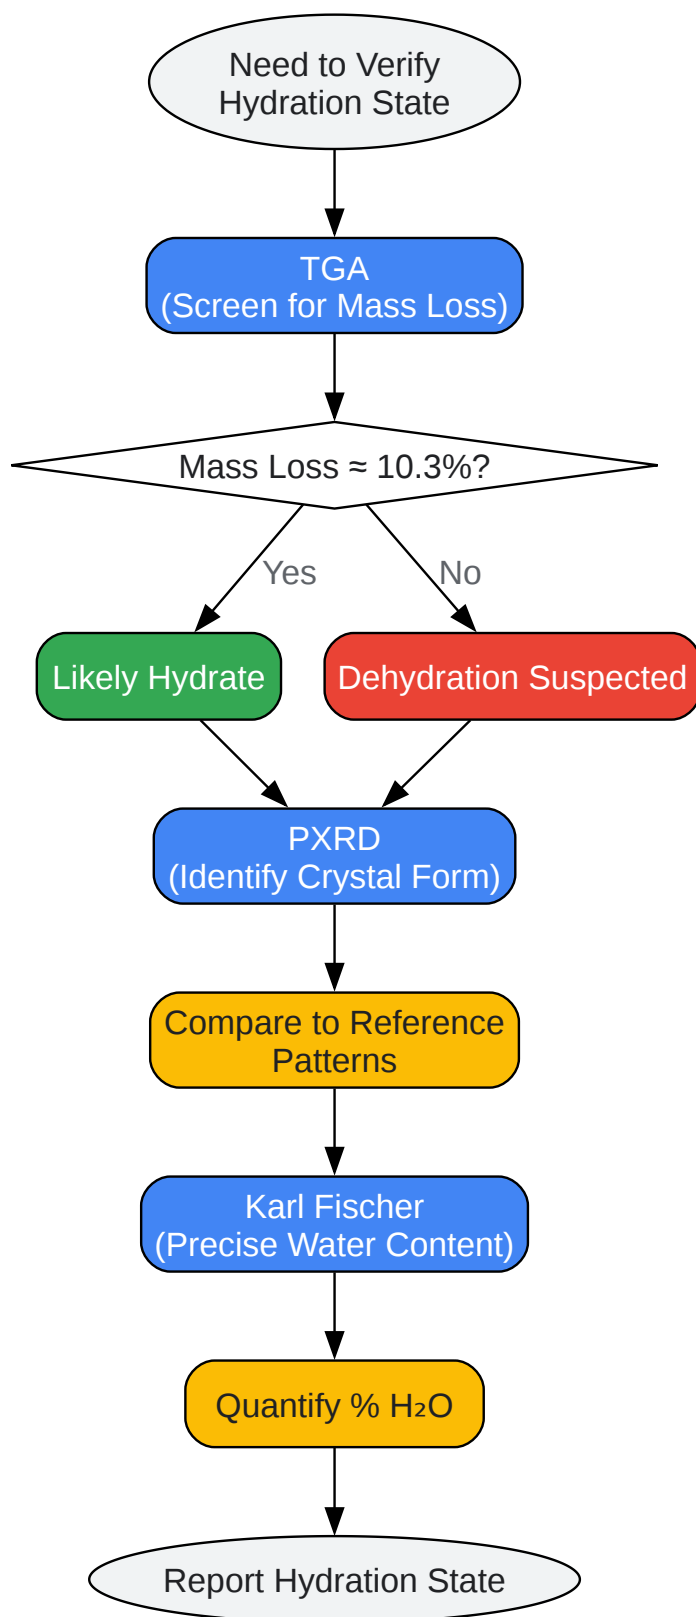 Need to Verify
Hydration State
TGA
(Screen for Mass Loss)
Mass Loss ≈ 10.3%?
Yes
No
Likely Hydrate
Dehydration Suspected
PXRD
(Identify Crystal Form)
Compare to Reference
Patterns
Karl Fischer
(Precise Water Content)
Quantify % H₂O
Report Hydration State